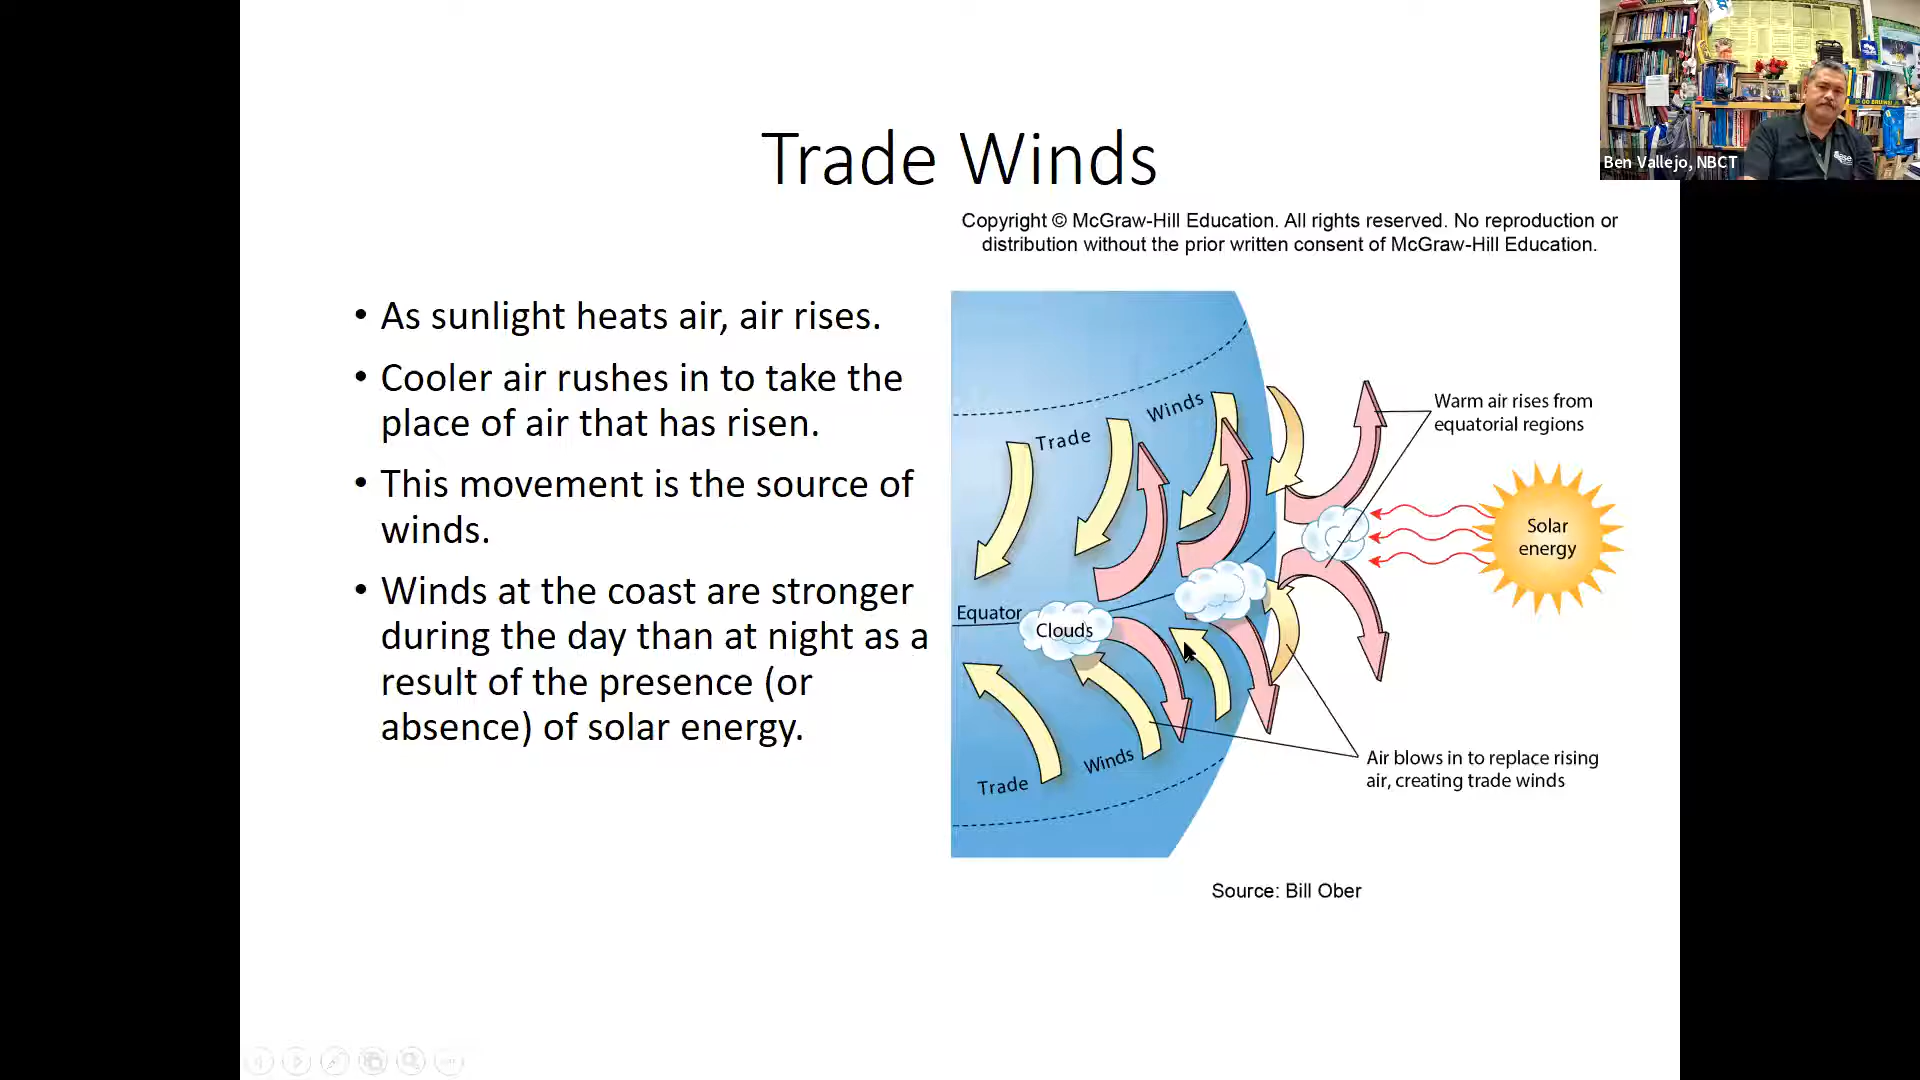 Trade Winds
Ben Vallejo, NBCT
GO BRUINS!
Copyright © McGraw-Hill Education. All rights reserved. No reproduction or
distribution without the prior written consent of McGraw-Hill Education.
• As sunlight heats air, air rises.
• Cooler air rushes in to take the
place of air that has risen.
• This movement is the source of
winds.
• Winds at the coast are stronger
during the day than at night as a
result of the presence (or
absence) of solar energy.
Trade Winds
Equator
Clouds
Trade Winds
Warm air rises from
equatorial regions
Solar
energy
Air blows in to replace rising
air, creating trade winds
Source: Bill Ober